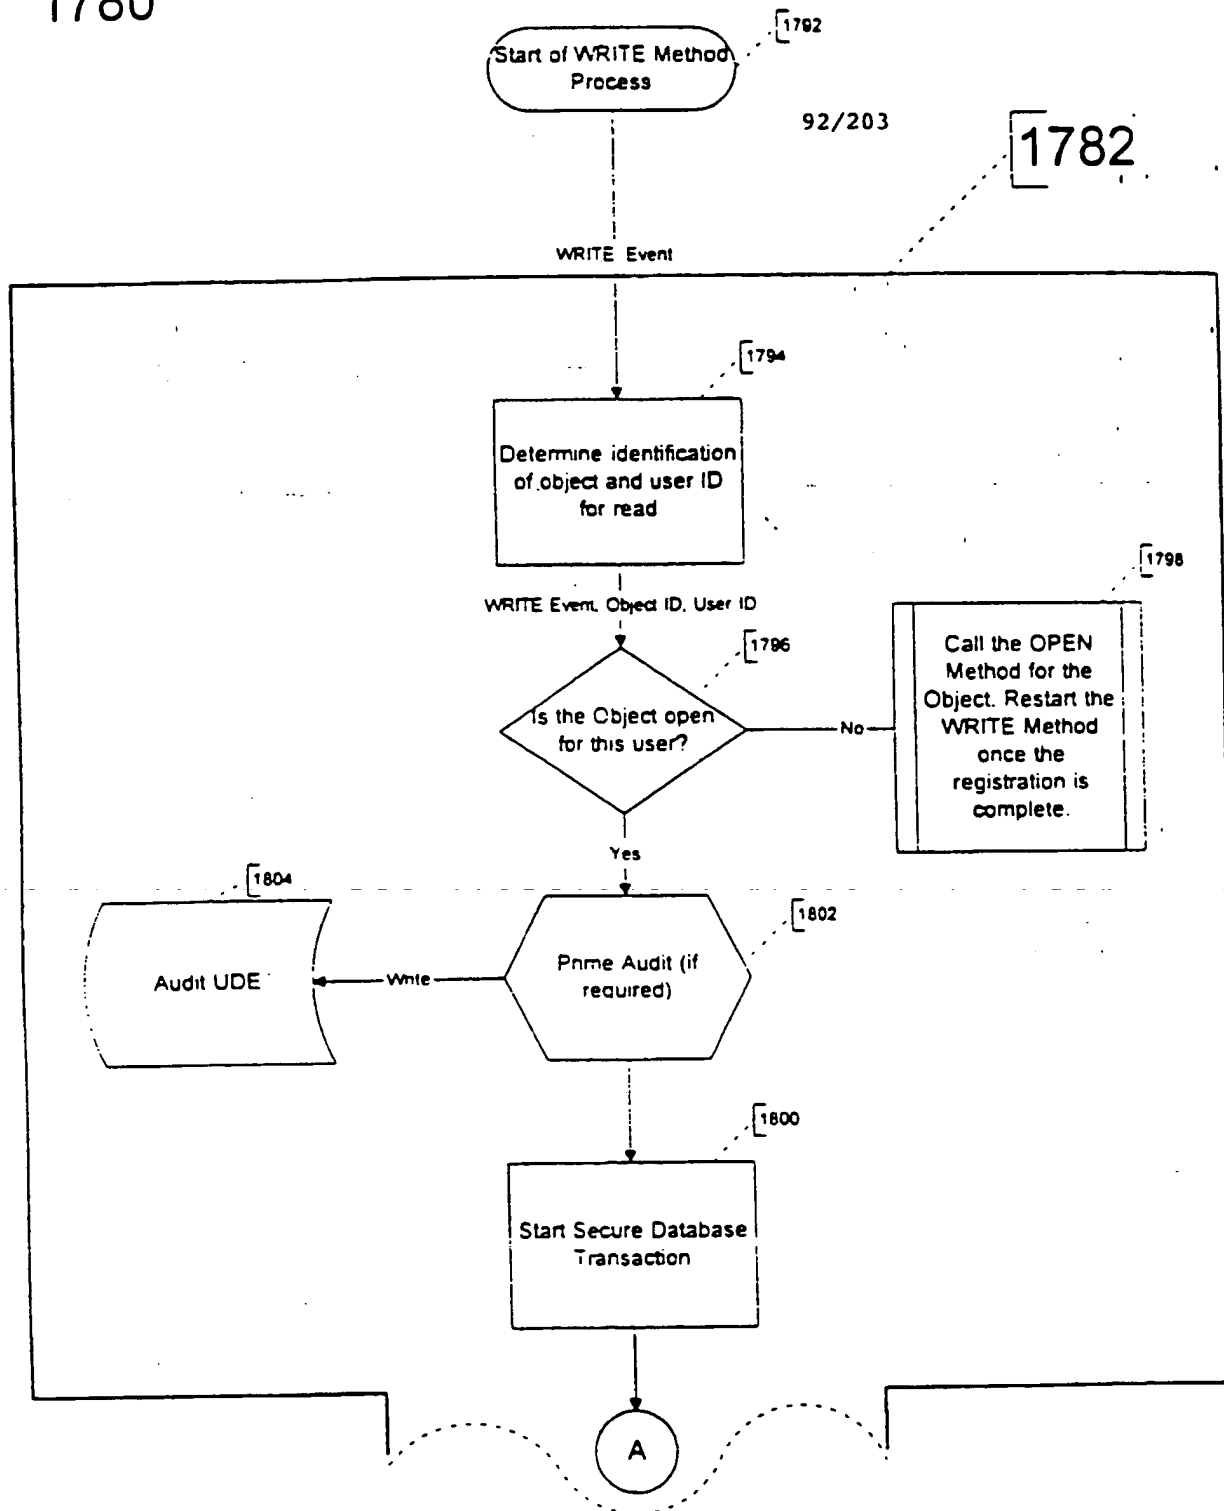 1780
1792
Start of WRITE Method
Process
92/203
1782
WRITE Event
1794
Determine identification
of object and user ID
for read
WRITE Event, Object ID, User ID
1796
1798
Is the Object open
for this user?
No
Call the OPEN
Method for the
Object. Restart the
WRITE Method
once the
registration is
complete.
Yes
1804
1802
Audit UDE
Write
Prime Audit (if
required)
1800
Start Secure Database
Transaction
A